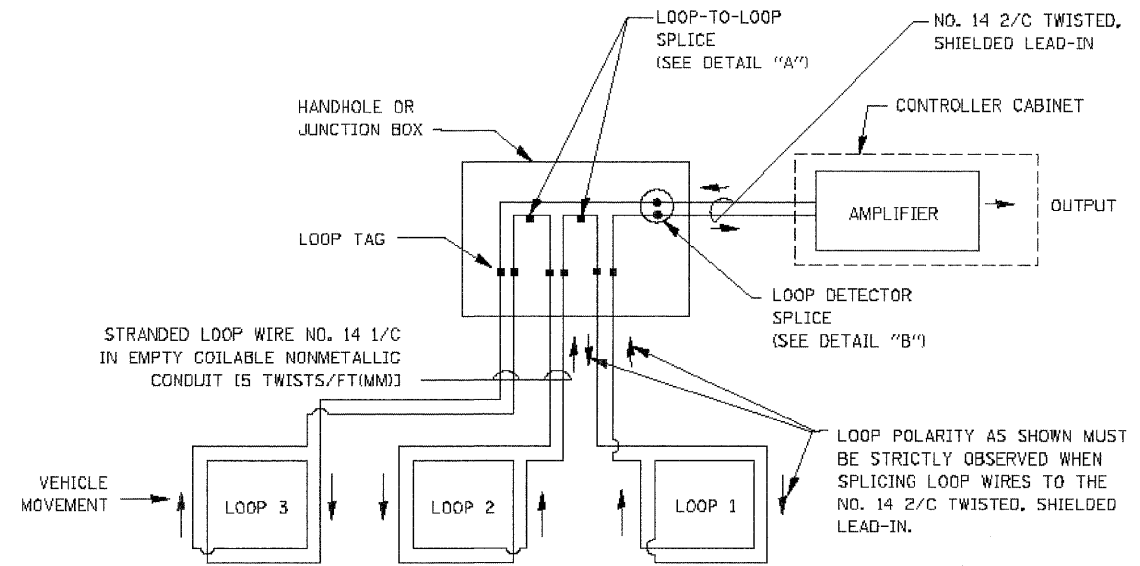 LOOP-TO-LOOP
SPLICE
(SEE DETAIL "A")
NO. 14 2/C TWISTED,
SHIELDED LEAD-IN
HANDHOLE OR
JUNCTION BOX
CONTROLLER CABINET
AMPLIFIER
OUTPUT
LOOP TAG
LOOP DETECTOR
SPLICE
(SEE DETAIL "B")
STRANDED LOOP WIRE NO. 14 1/C
IN EMPTY COILABLE NONMETALLIC
CONDUIT [5 TWISTS/FT(MM)]
LOOP POLARITY AS SHOWN MUST
BE STRICTLY OBSERVED WHEN
SPLICING LOOP WIRES TO THE
NO. 14 2/C TWISTED, SHIELDED
LEAD-IN.
VEHICLE
MOVEMENT
LOOP 3
LOOP 2
LOOP 1